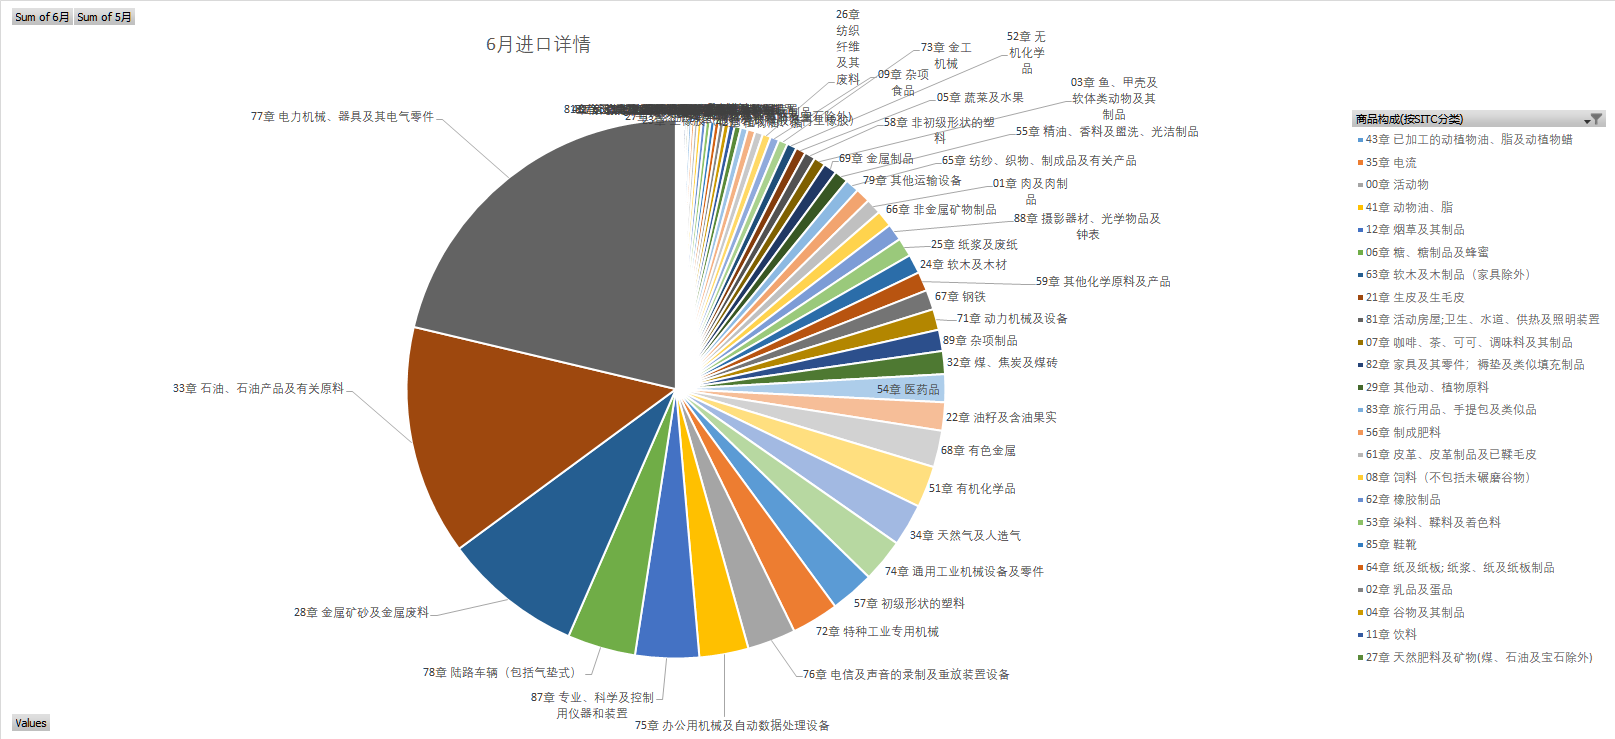 Sum of 6月 Sum of 5月
6月进口详情
26章
纺织
纤维
及其
废料
73章 金工
机械
52章 无
机化学
品
09章 杂项
食品
03章 鱼、甲壳及
软体类动物及其
制品
05章 蔬菜及水果
58章 非初级形状的塑
料
55章 精油、香料及盥洗、光洁制品
69章 金属制品
65章 纺纱、织物、制成品及有关产品
79章 其他运输设备
01章 肉及肉制
品
66章 非金属矿物制品
88章 摄影器材、光学物品及
钟表
25章 纸浆及废纸
24章 软木及木材
59章 其他化学原料及产品
67章 钢铁
71章 动力机械及设备
89章 杂项制品
32章 煤、焦炭及煤砖
54章 医药品
22章 油籽及含油果实
68章 有色金属
51章 有机化学品
34章 天然气及人造气
74章 通用工业机械设备及零件
57章 初级形状的塑料
72章 特种工业专用机械
76章 电信及声音的录制及重放装置设备
75章 办公用机械及自动数据处理设备
87章 专业、科学及控制
用仪器和装置
78章 陆路车辆（包括气垫式）
28章 金属矿砂及金属废料
33章 石油、石油产品及有关原料
77章 电力机械、器具及其电气零件
商品构成(按SITC分类)
43章 已加工的动植物油、脂及动植物蜡
35章 电流
00章 活动物
41章 动物油、脂
12章 烟草及其制品
06章 糖、糖制品及蜂蜜
63章 软木及木制品（家具除外）
21章 生皮及生毛皮
81章 活动房屋;卫生、水道、供热及照明装置
07章 咖啡、茶、可可、调味料及其制品
82章 家具及其零件；褥垫及类似填充制品
29章 其他动、植物原料
83章 旅行用品、手提包及类似品
56章 制成肥料
61章 皮革、皮革制品及已鞣毛皮
08章 饲料（不包括未碾磨谷物）
62章 橡胶制品
53章 染料、鞣料及着色料
85章 鞋靴
64章 纸及纸板; 纸浆、纸及纸板制品
02章 乳品及蛋品
04章 谷物及其制品
11章 饮料
27章 天然肥料及矿物(煤、石油及宝石除外)
Values